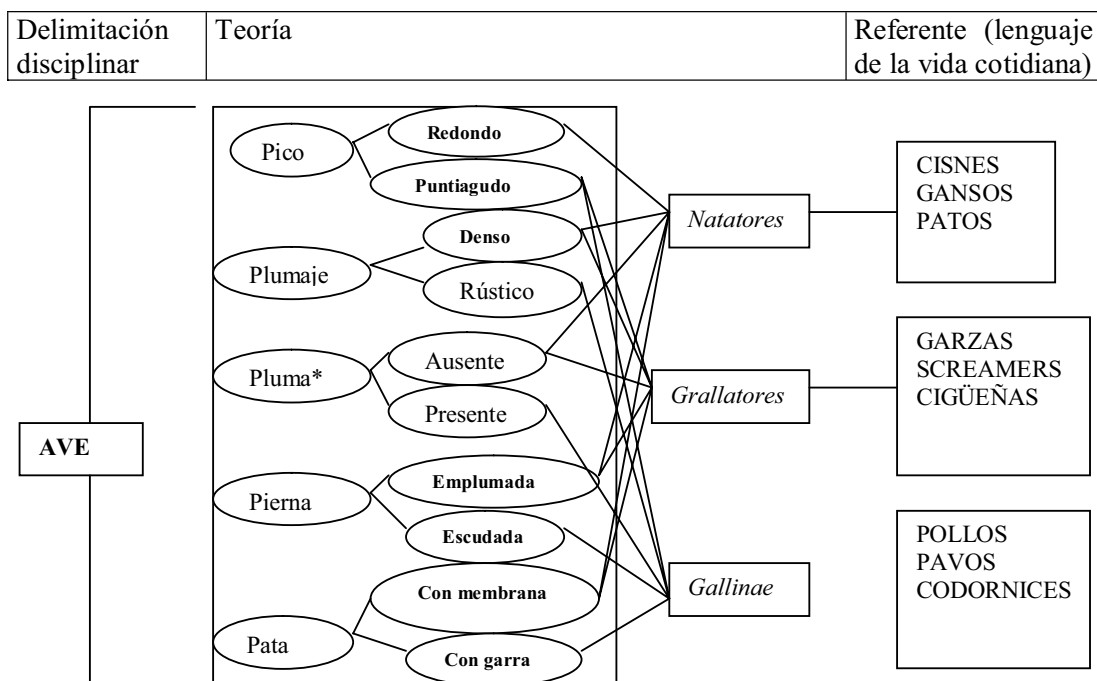 Delimitación
disciplinar
Teoría
Referente (lenguaje
de la vida cotidiana)
AVE
Pico
Redondo
Puntiagudo
Plumaje
Denso
Rústico
Pluma*
Ausente
Presente
Pierna
Emplumada
Escudada
Pata
Con membrana
Con garra
Natatores
Grallatores
Gallinae
CISNES
GANSOS
PATOS
GARZAS
SCREAMERS
CIGÜEÑAS
POLLOS
PAVOS
CODORNICES